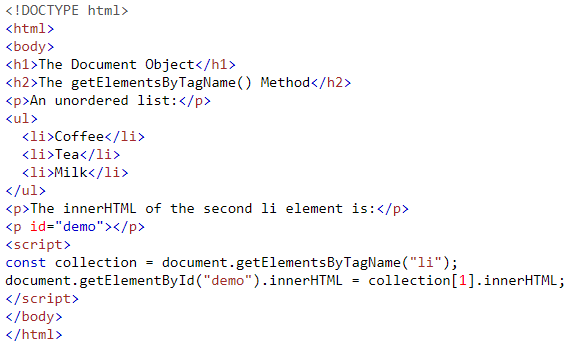 <!DOCTYPE html>
<html>
<body>
<h1>The Document Object</h1>
<h2>The getElementsByTagName() Method</h2>
<p>An unordered list:</p>
<ul>
  <li>Coffee</li>
  <li>Tea</li>
  <li>Milk</li>
</ul>
<p>The innerHTML of the second li element is:</p>
<p id="demo"></p>
<script>
const collection = document.getElementsByTagName("li");
document.getElementById("demo").innerHTML = collection[1].innerHTML;
</script>
</body>
</html>